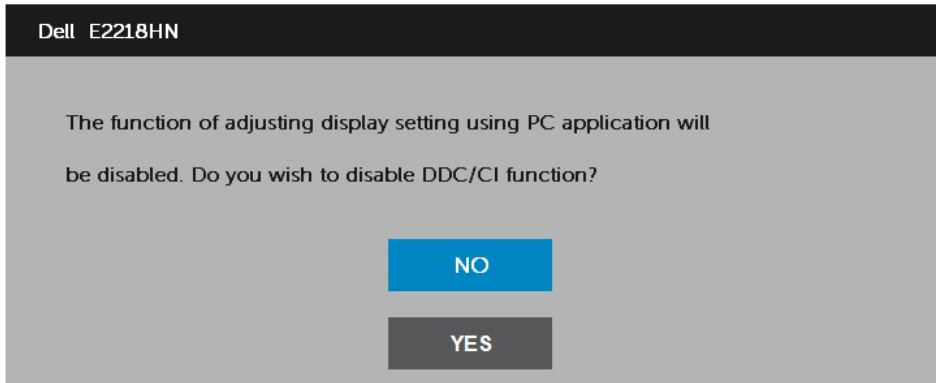 Dell E2218HN
The function of adjusting display setting using PC application will
be disabled. Do you wish to disable DDC/CI function?
NO
YES